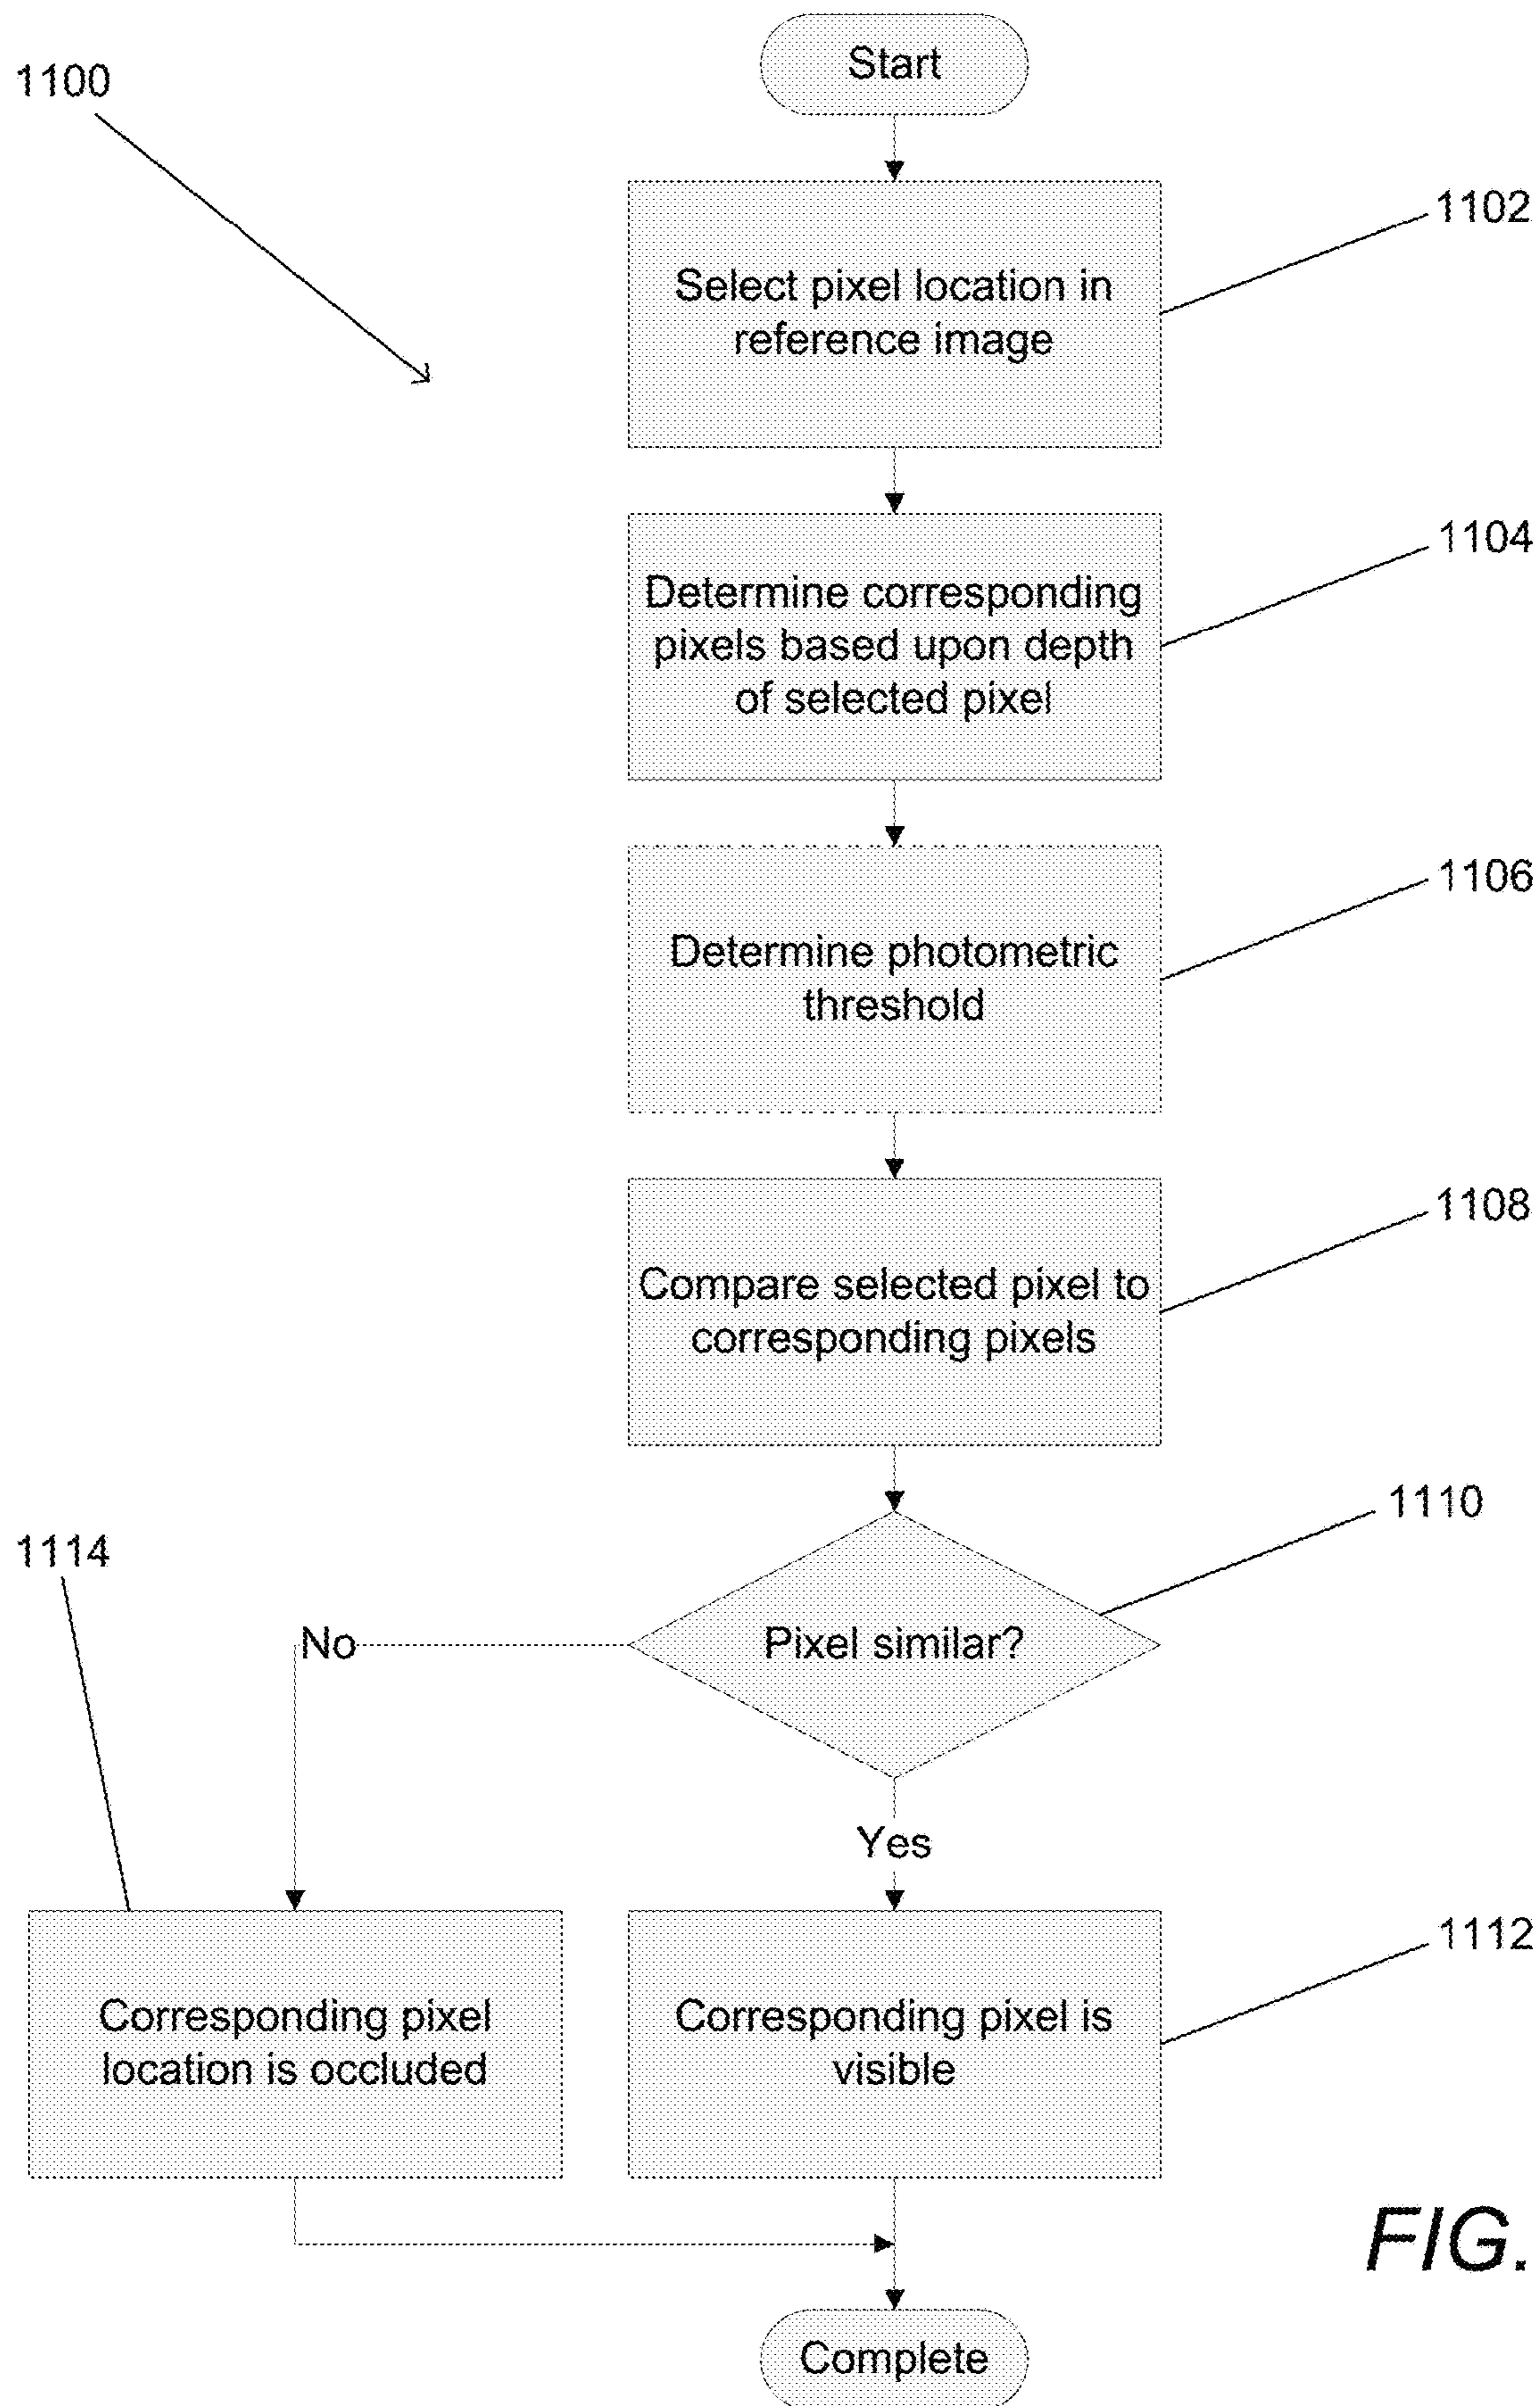 Start
1100
1102
Select pixel location in
reference image
1104
Determine corresponding
pixels based upon depth
of selected pixel
1106
Determine photometric
threshold
1108
Compare selected pixel to
corresponding pixels
1110
1114
No
Pixel similar?
Yes
1112
Corresponding pixel
location is occluded
Corresponding pixel is
visible
FIG.
Complete